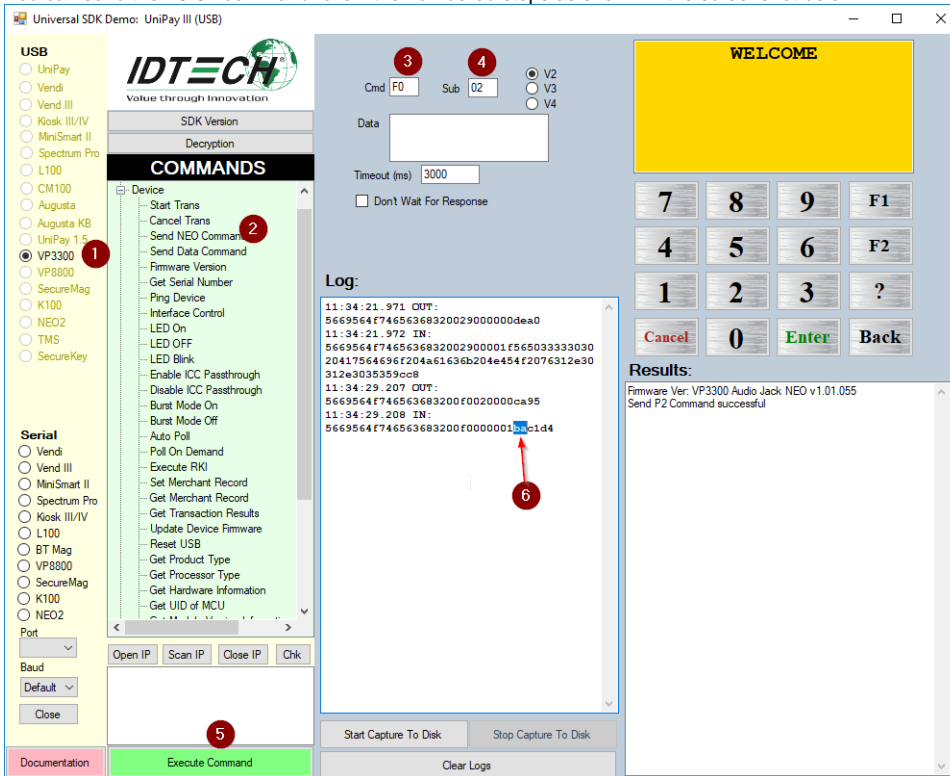 Universal SDK Demo: UniPay III (USB)
USB
UniPay
Vendi
Vend III
Kiosk III/IV
MiniSmart II
Spectrum Pro
L100
CM100
Augusta
Augusta KB
UniPay 1.5
VP3300
1
VP8800
SecureMag
K100
NEO2
TMS
SecureKey
Serial
Vendi
Vend III
MiniSmart II
Spectrum Pro
Kiosk III/IV
L100
BT Mag
VP8800
SecureMag
K100
NEO2
Port
Baud
Default
Close
Documentation
IDTECH
Value through Innovation
SDK Version
Decryption
COMMANDS
Device
Start Trans
Cancel Trans
Send NEO Command
2
Send Data Command
Firmware Version
Get Serial Number
Ping Device
Interface Control
LED On
LED OFF
LED Blink
Enable ICC Passthrough
Disable ICC Passthrough
Burst Mode On
Burst Mode Off
Auto Poll
Poll On Demand
Execute RKI
Set Merchant Record
Get Merchant Record
Get Transaction Results
Update Device Firmware
Reset USB
Get Product Type
Get Processor Type
Get Hardware Information
Get UID of MCU
Open IP Scan IP Close IP Chk
5
Execute Command
3 4
Cmd F0 Sub 02
V2
V3
V4
Data
Timeout (ms) 3000
Don't Wait For Response
Log:
11:34:21.971 OUT:
5669564f74656368320029000000dea0
11:34:21.972 IN:
5669564f7465636832002900001f565033333030
20417564696f204a61636b204e454f2076312e30
312e3035359cc8
11:34:29.207 OUT:
5669564f746563683200f0020000ca95
11:34:29.208 IN:
5669564f746563683200f0000001bac1d4
6
Start Capture To Disk Stop Capture To Disk
Clear Logs
WELCOME
7 8 9 F1
4 5 6 F2
1 2 3 ?
Cancel 0 Enter Back
Results:
Firmware Ver: VP3300 Audio Jack NEO v1.01.055
Send P2 Command successful